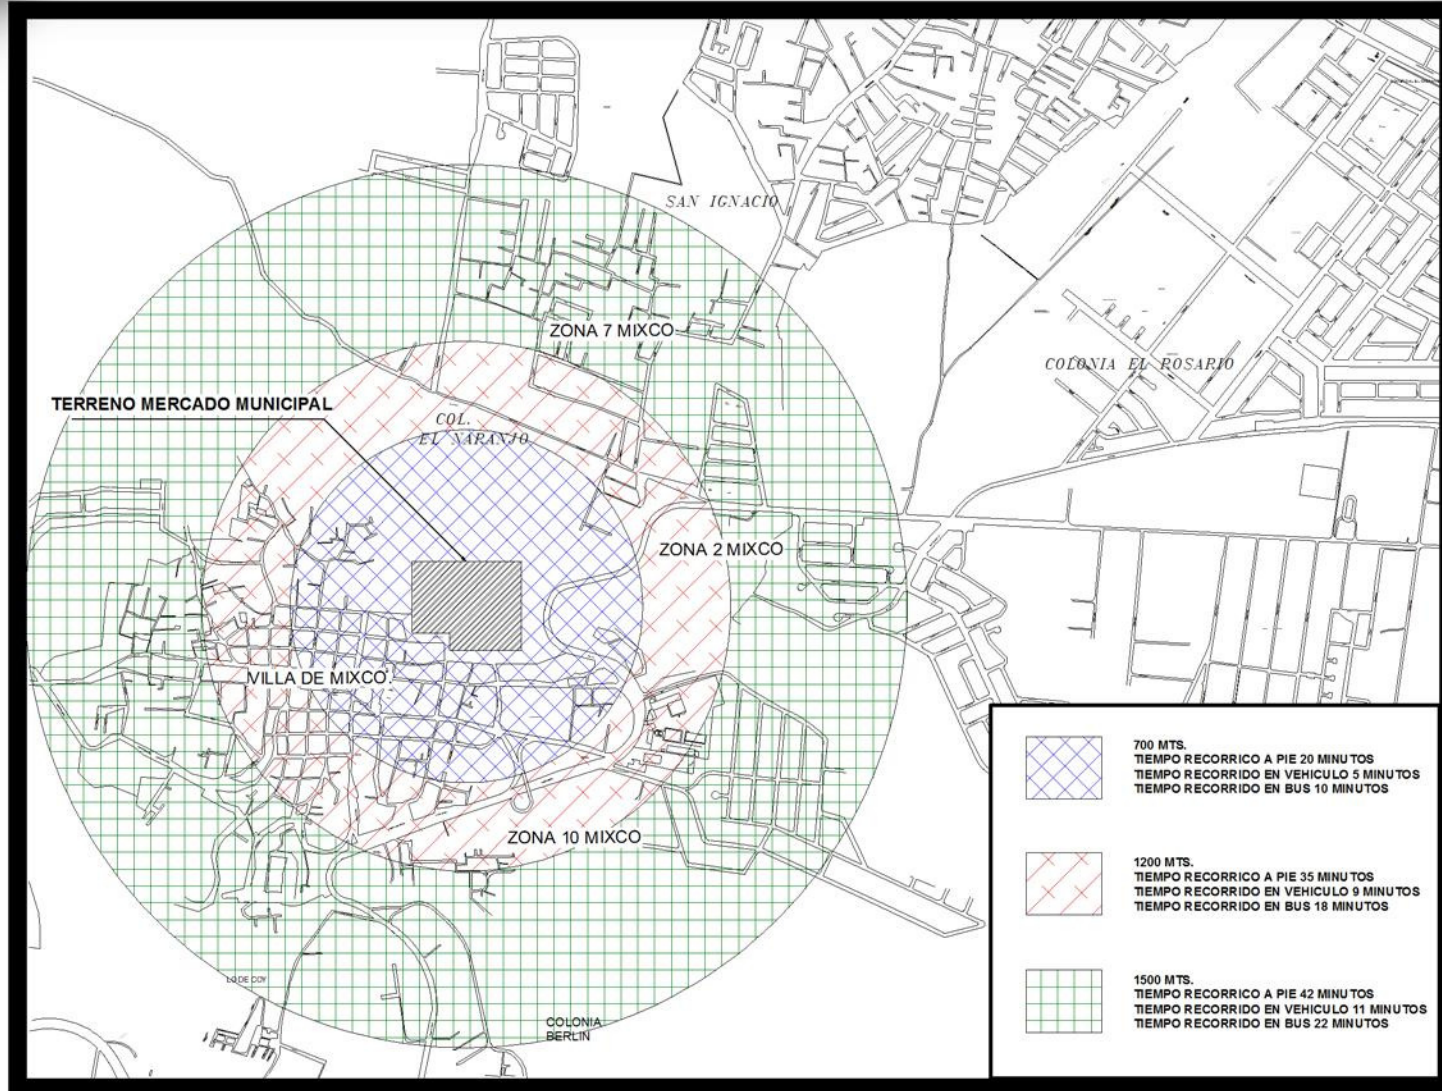 SAN IGNACIO
ZONA 7 MIXCO
COLONIA EL ROSARIO
TERRENO MERCADO MUNICIPAL
COL.
EL NARANJO
ZONA 2 MIXCO
VILLA DE MIXCO.
ZONA 10 MIXCO
LO DE COY
COLONIA
BERLIN
700 MTS.
TIEMPO RECORRICO A PIE 20 MINUTOS
TIEMPO RECORRIDO EN VEHICULO 5 MINUTOS
TIEMPO RECORRIDO EN BUS 10 MINUTOS
1200 MTS.
TIEMPO RECORRICO A PIE 35 MINUTOS
TIEMPO RECORRIDO EN VEHICULO 9 MINUTOS
TIEMPO RECORRIDO EN BUS 18 MINUTOS
1500 MTS.
TIEMPO RECORRICO A PIE 42 MINUTOS
TIEMPO RECORRIDO EN VEHICULO 11 MINUTOS
TIEMPO RECORRIDO EN BUS 22 MINUTOS